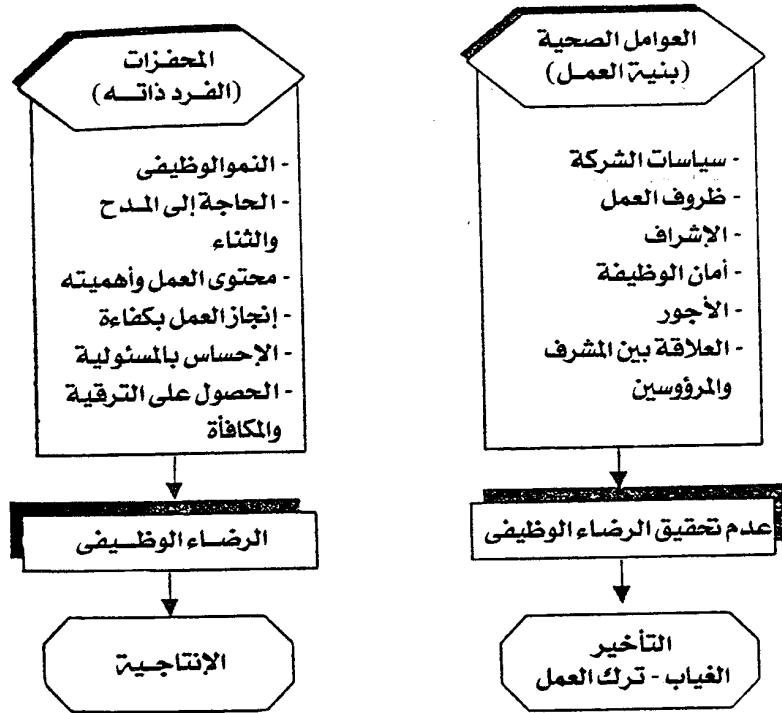 العوامل الصحية
(بنية العمل)
- سياسات الشركة
- ظروف العمل
- الإشراف
- أمان الوظيفة
- الأجور
- العلاقة بين المشرف
والمرؤوسين
عدم تحقيق الرضاء الوظيفى
التأخير
الغياب - ترك العمل
المحفزات
(الفرد ذاته)
- النمو الوظيفى
- الحاجة إلى المدح
والثناء
- محتوى العمل وأهميته
- إنجاز العمل بكفاءة
- الإحساس بالمسئولية
- الحصول على الترقية
والمكافأة
الرضاء الوظيفى
الإنتاجية